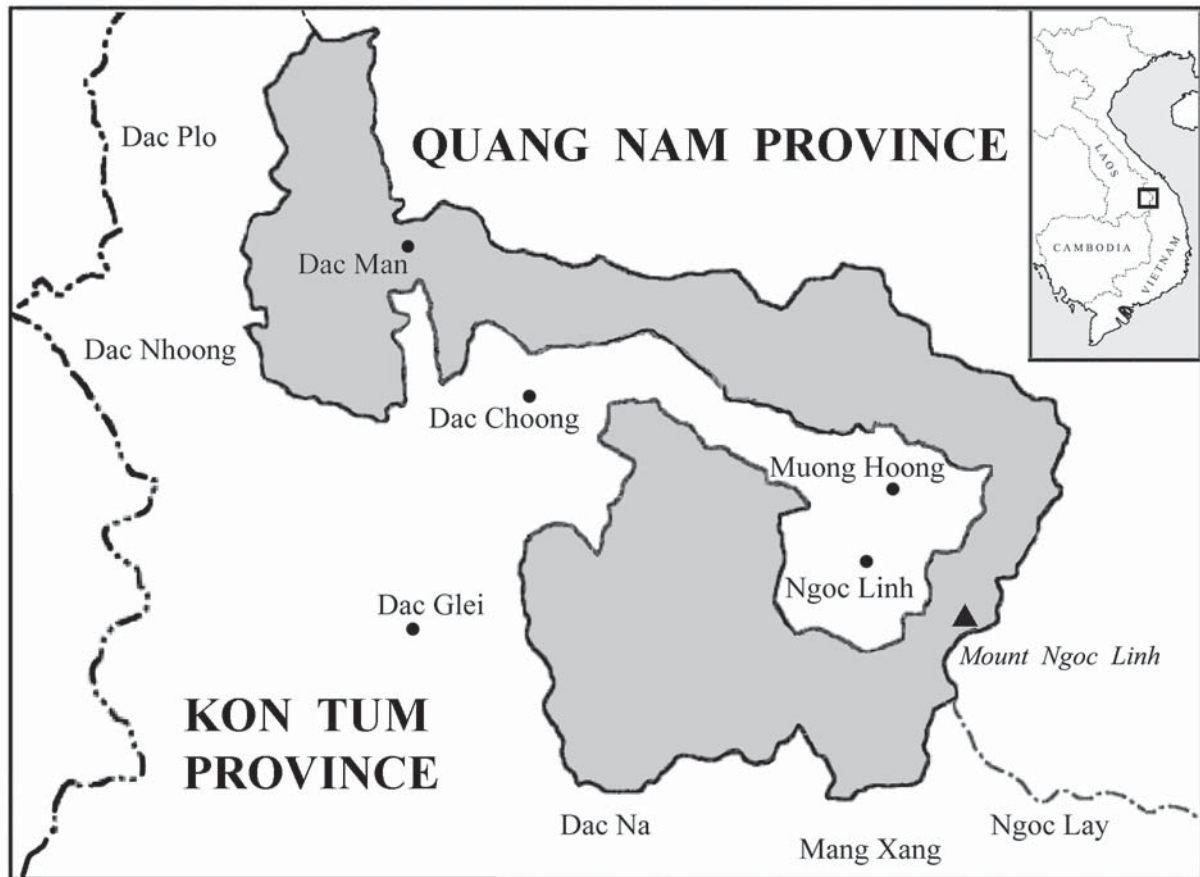 Dac Plo
QUANG NAM PROVINCE
LAOS
CAMBODIA
VIETNAM
Dac Man
Dac Nhoong
Dac Choong
Muong Hoong
Ngoc Linh
Dac Glei
Mount Ngoc Linh
KON TUM
PROVINCE
Dac Na
Ngoc Lay
Mang Xang